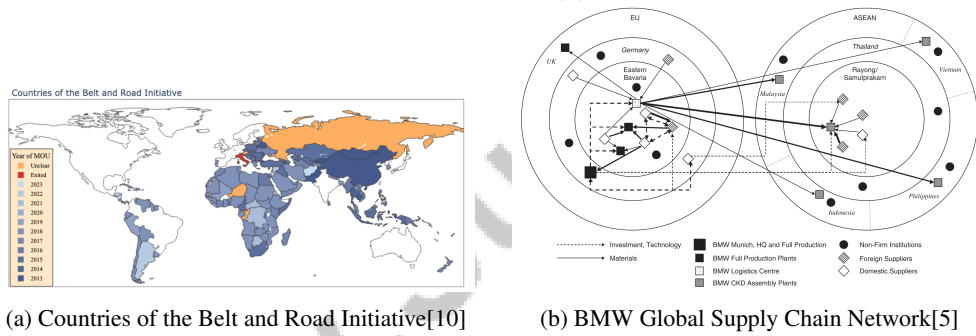 Countries of the Belt and Road Initiative
Year of MOU
Unclear
Exited
2023
2022
2021
2020
2019
2018
2017
2016
2015
2014
2013
(a) Countries of the Belt and Road Initiative[10]
EU
ASEAN
Germany
Thailand
UK
Eastern
Bavaria
Rayong/
Samutprakarn
Vietnam
Malaysia
Indonesia
Philippines
Investment, Technology
Materials
BMW Munich, HQ and Full Production
BMW Full Production Plants
BMW Logistics Centre
BMW CKD Assembly Plants
Non-Firm Institutions
Foreign Suppliers
Domestic Suppliers
(b) BMW Global Supply Chain Network[5]